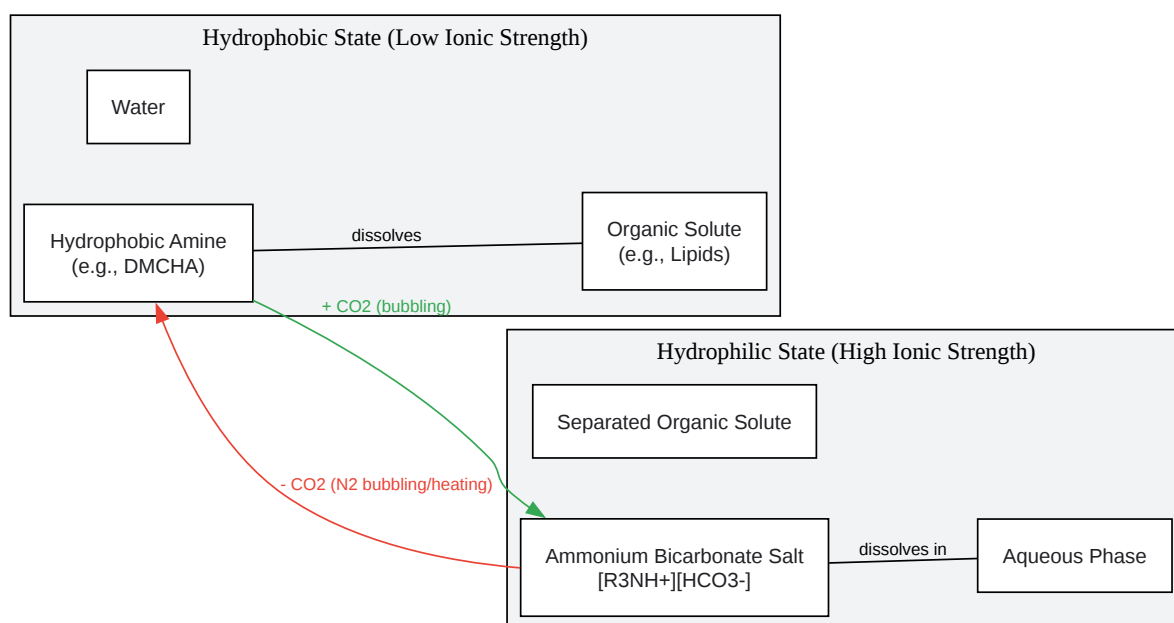 Hydrophobic State (Low Ionic Strength)
Water
Hydrophobic Amine
(e.g., DMCHA)
dissolves
Organic Solute
(e.g., Lipids)
+ CO2 (bubbling)
Hydrophilic State (High Ionic Strength)
Separated Organic Solute
- CO2 (N2 bubbling/heating)
Ammonium Bicarbonate Salt
[R3NH+][HCO3-]
dissolves in
Aqueous Phase